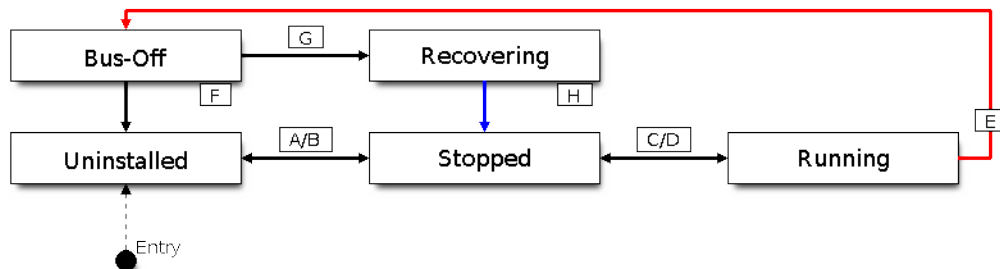 G
Bus-Off
Recovering
F
H
E
A/B
C/D
Uninstalled
Stopped
Running
Entry